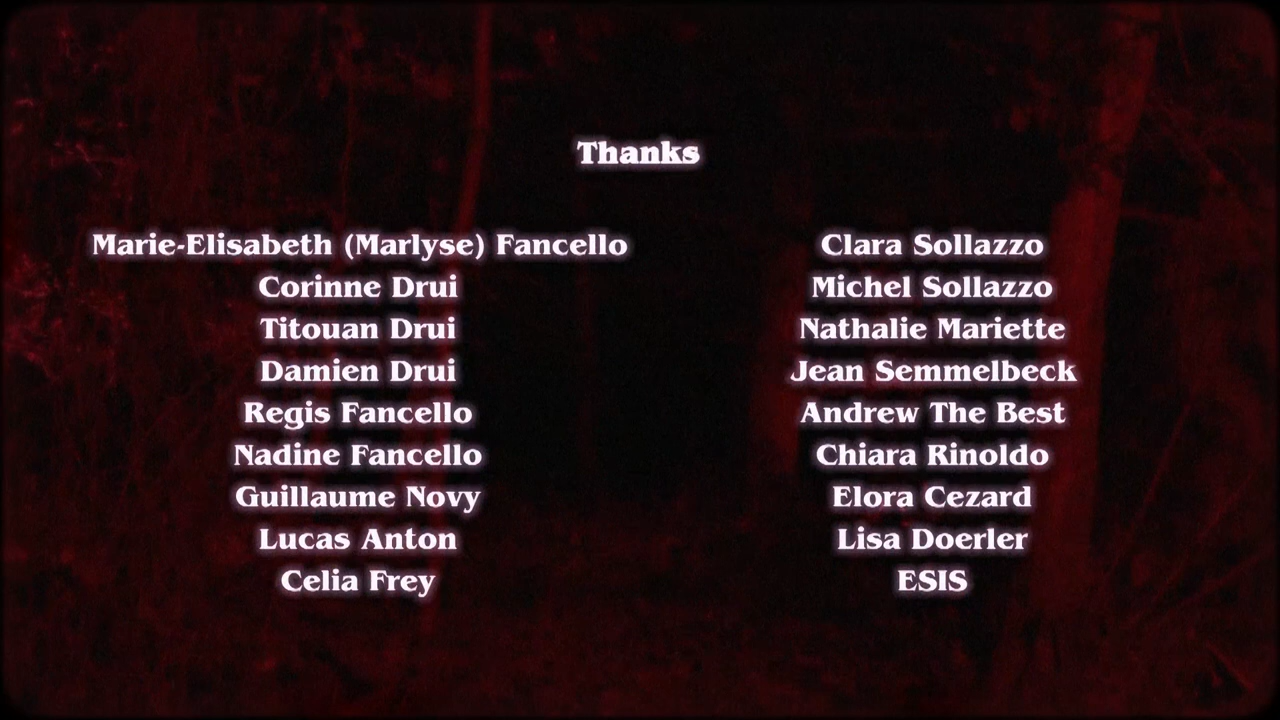 Thanks
Marie-Elisabeth (Marlyse) Fancello
Corinne Drui
Titouan Drui
Damien Drui
Regis Fancello
Nadine Fancello
Guillaume Novy
Lucas Anton
Celia Frey
Clara Sollazzo
Michel Sollazzo
Nathalie Mariette
Jean Semmelbeck
Andrew The Best
Chiara Rinoldo
Elora Cezard
Lisa Doerler
ESIS